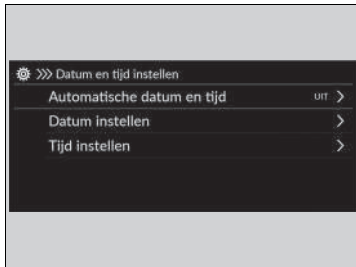 Datum en tijd instellen
Automatische datum en tijd UIT
Datum instellen
Tijd instellen